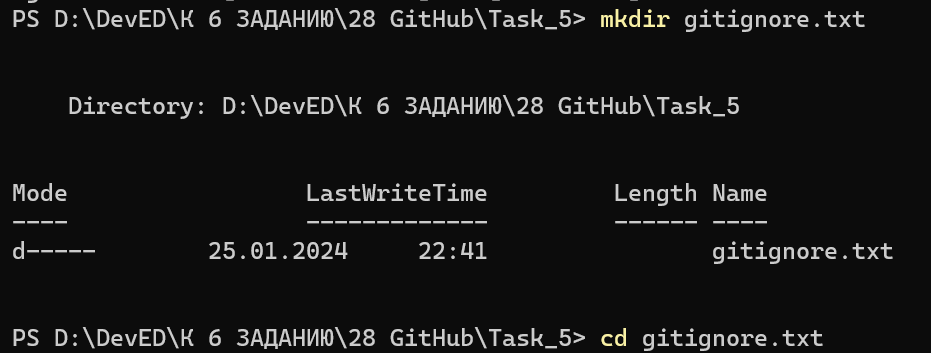 PS D:\DevED\К 6 ЗАДАНИЮ\28 GitHub\Task_5> mkdir gitignore.txt
Directory: D:\DevED\К 6 ЗАДАНИЮ\28 GitHub\Task_5
Mode LastWriteTime Length Name
---- ------------- ------ ----
d----- 25.01.2024 22:41 gitignore.txt
PS D:\DevED\К 6 ЗАДАНИЮ\28 GitHub\Task_5> cd gitignore.txt